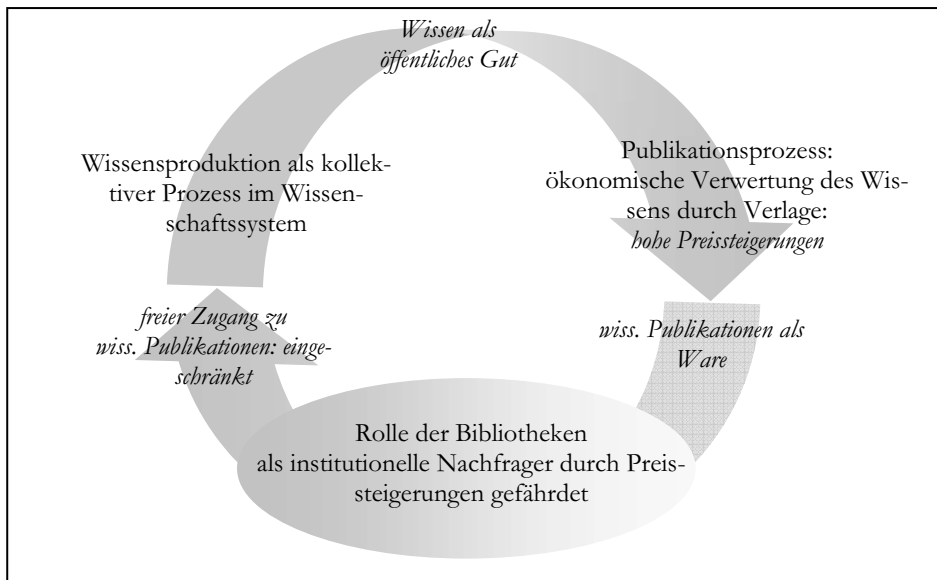 Wissen als
öffentliches Gut
Wissensproduktion als kollek-
tiver Prozess im Wissen-
schaftssystem
Publikationsprozess:
ökonomische Verwertung des Wis-
sens durch Verlage:
hohe Preissteigerungen
freier Zugang zu
wiss. Publikationen: einge-
schränkt
wiss. Publikationen als
Ware
Rolle der Bibliotheken
als institutionelle Nachfrager durch Preis-
steigerungen gefährdet